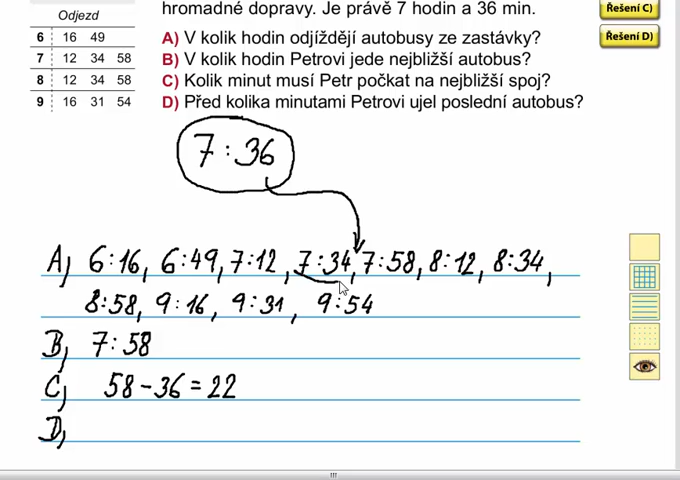 hromadné dopravy. Je právě 7 hodin a 36 min.
Řešení C)
Odjezd
6 16 49
7 12 34 58
8 12 34 58
9 16 31 54
A) V kolik hodin odjíždějí autobusy ze zastávky?
Řešení D)
B) V kolik hodin Petrovi jede nejbližší autobus?
C) Kolik minut musí Petr počkat na nejbližší spoj?
D) Před kolika minutami Petrovi ujel poslední autobus?
7:36
A) 6:16, 6:49, 7:12, 7:34, 7:58, 8:12, 8:34,
8:58, 9:16, 9:31, 9:54
B) 7:58
C) 58-36=22
D)